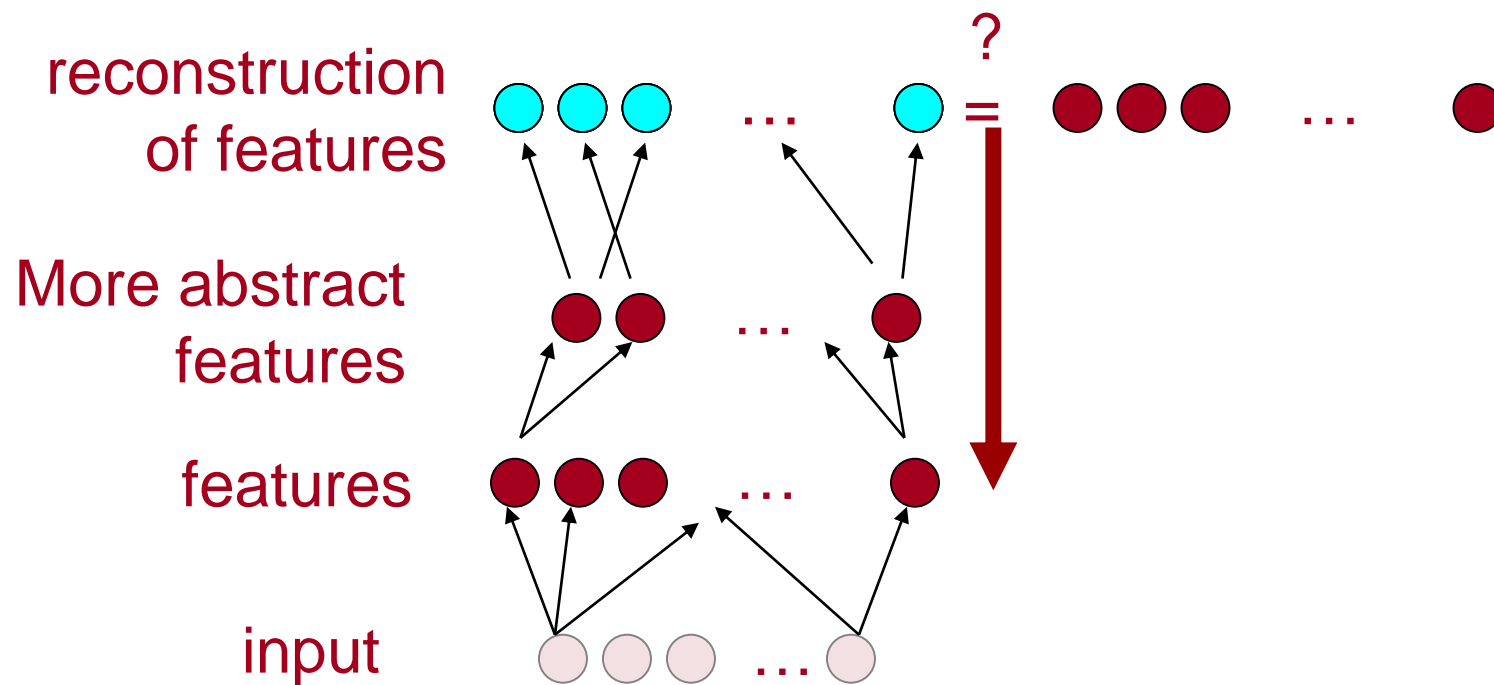 ?
reconstruction
of features
… = …
More abstract
features
…
features
…
input
…